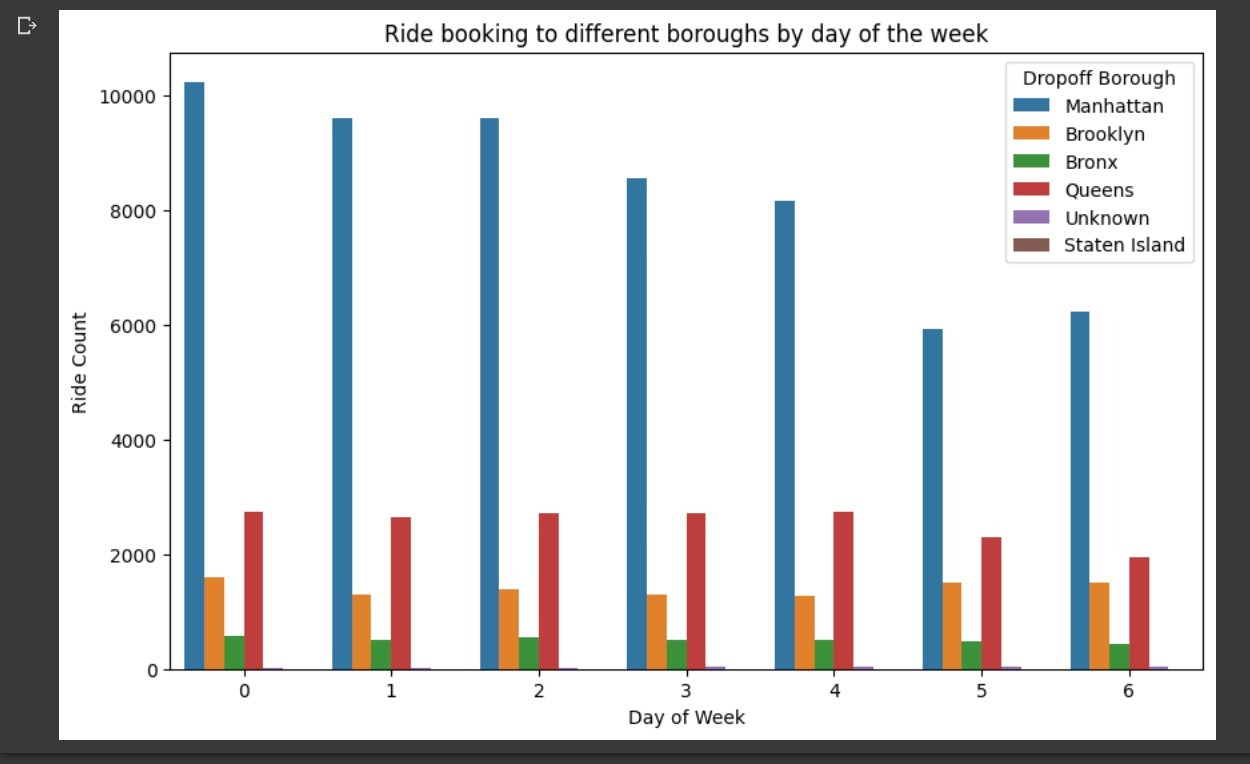 Ride booking to different boroughs by day of the week
Dropoff Borough
Manhattan
Brooklyn
Bronx
Queens
Unknown
Staten Island
Ride Count
10000
8000
6000
4000
2000
0
0 1 2 3 4 5 6
Day of Week